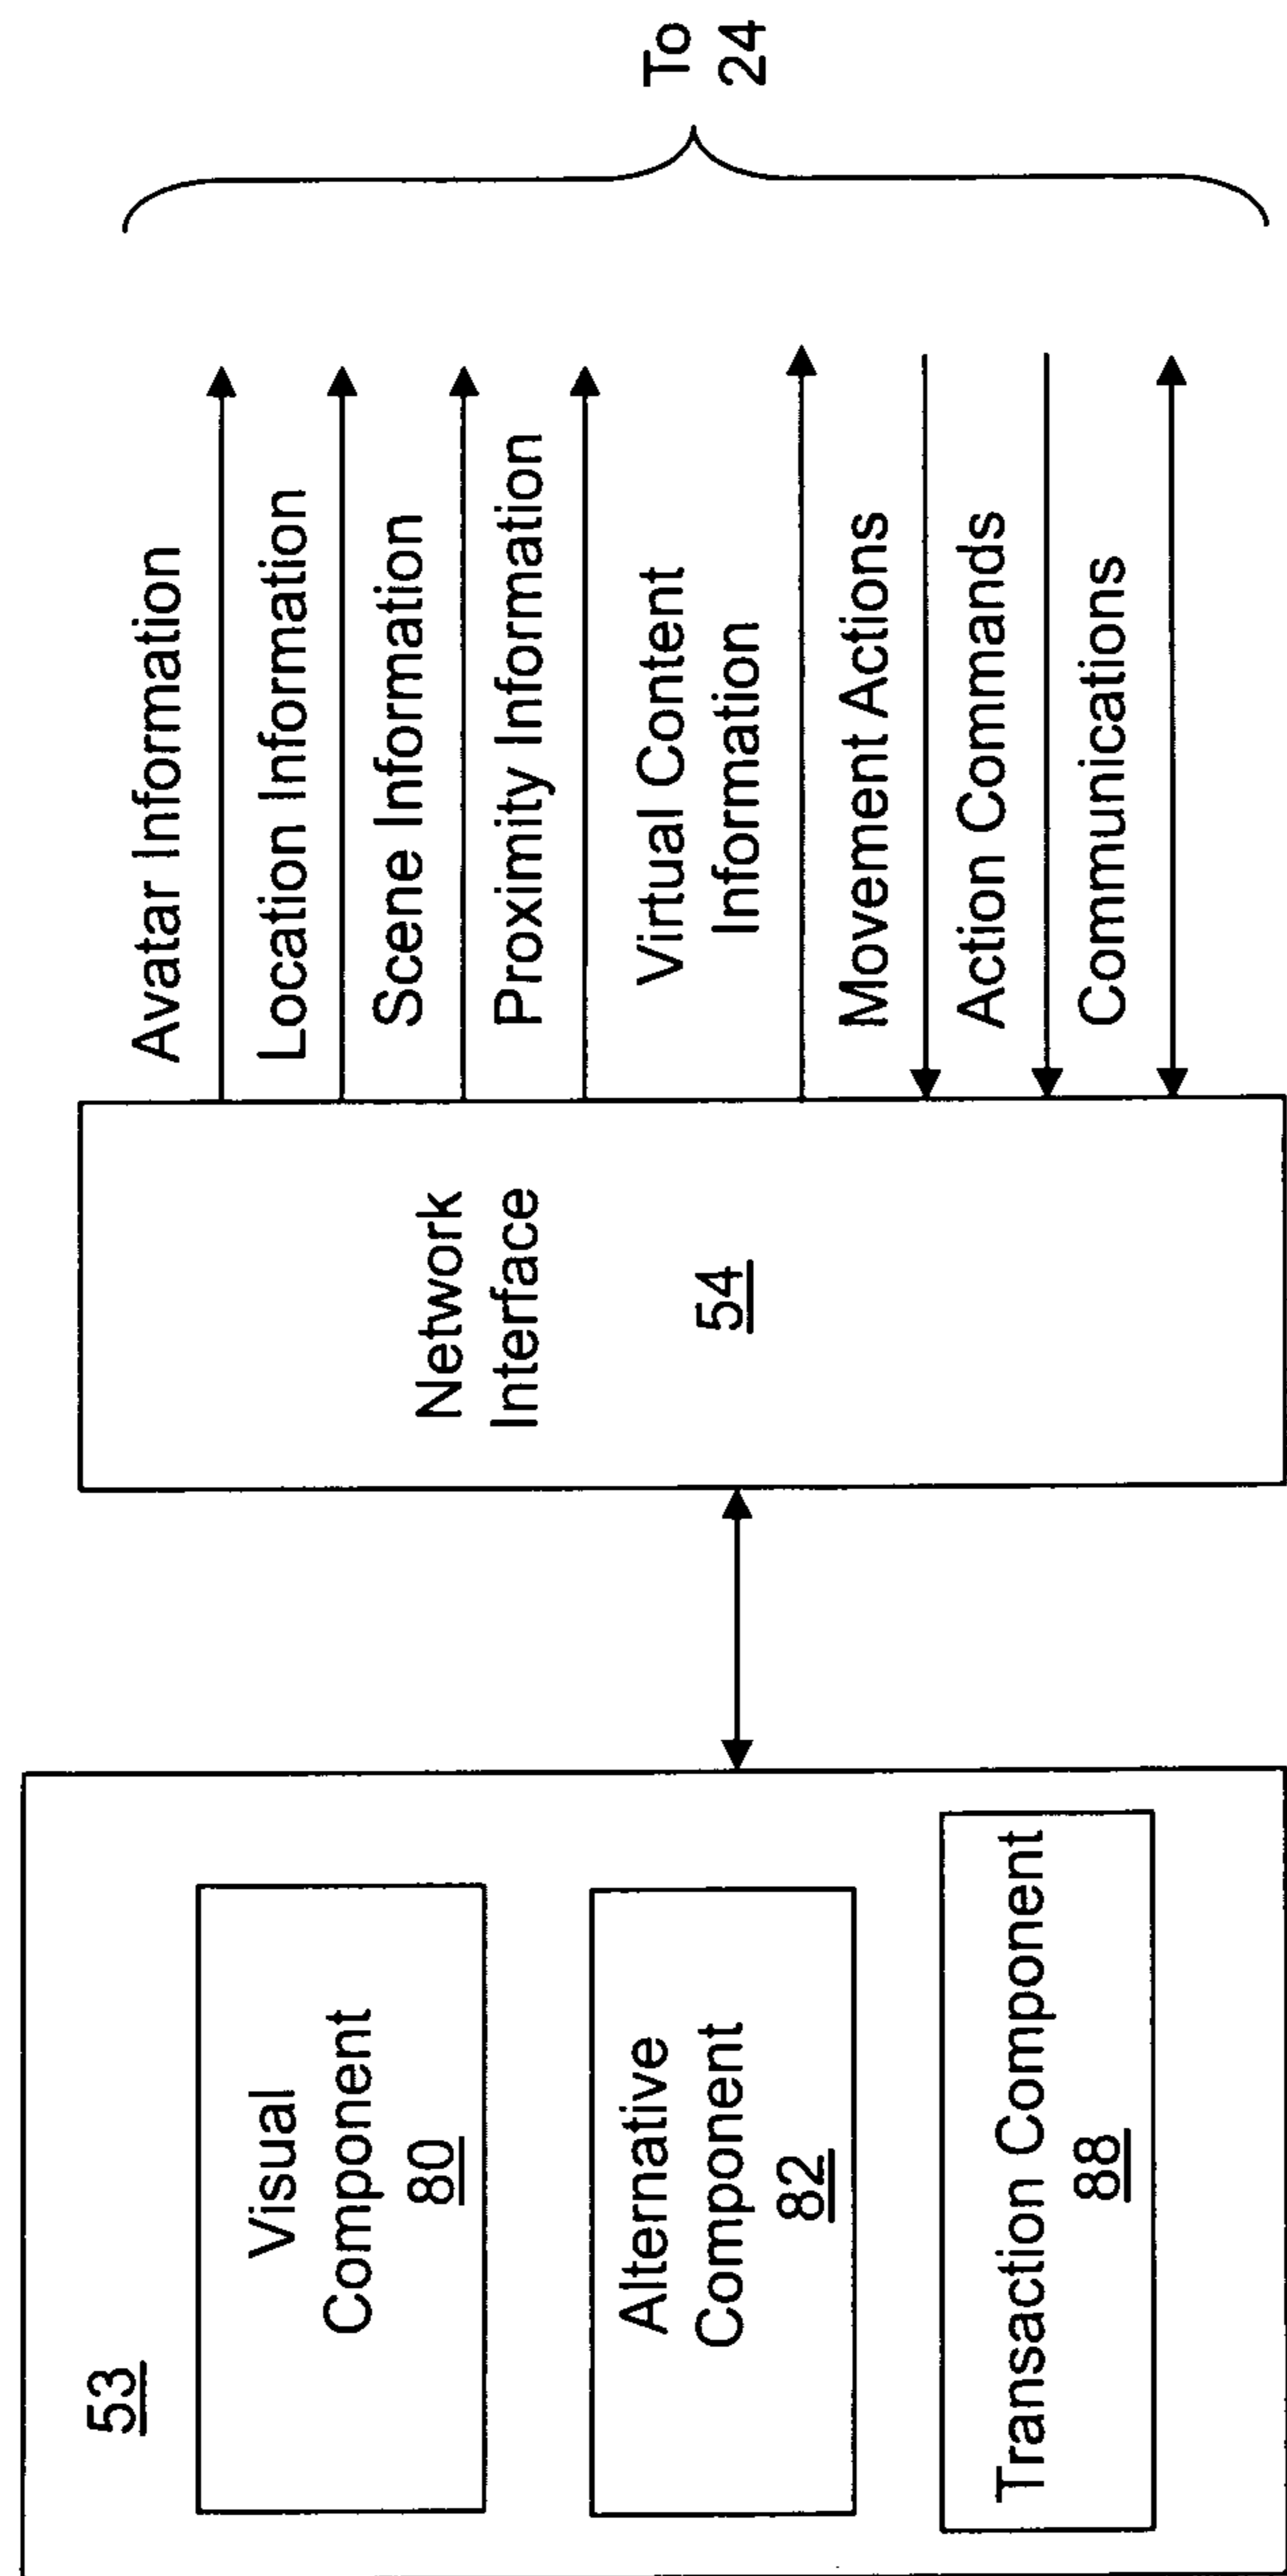 53
Visual
Component
80
Alternative
Component
82
Transaction Component
88
Network
Interface
54
Avatar Information
Location Information
Scene Information
Proximity Information
Virtual Content
Information
Movement Actions
Action Commands
Communications
To
24